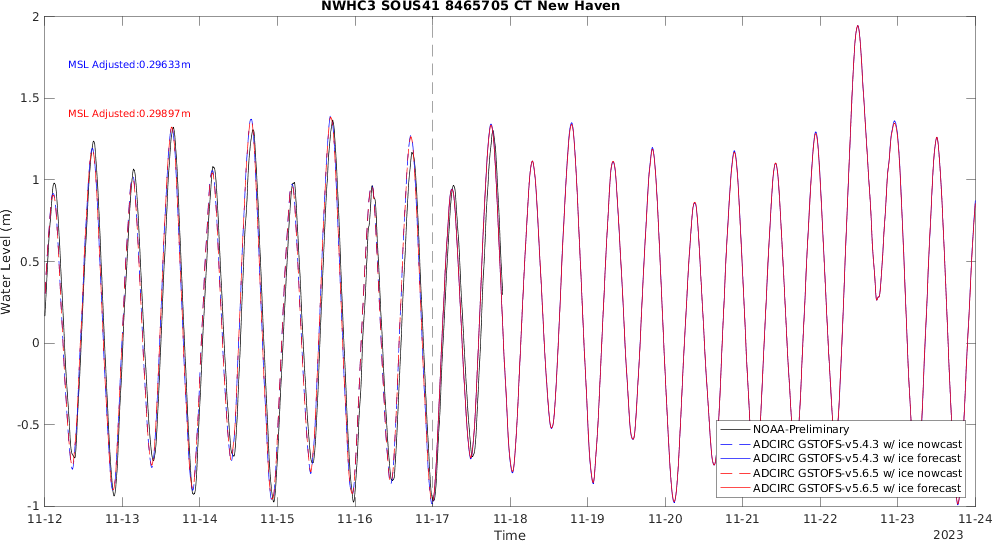 NWHC3 SOUS41 8465705 CT New Haven
2
1.5
1
0.5
0
-0.5
-1
Water Level (m)
MSL Adjusted:0.29633m
MSL Adjusted:0.29897m
NOAA-Preliminary
ADCIRC GSTOFS-v5.4.3 w/ ice nowcast
ADCIRC GSTOFS-v5.4.3 w/ ice forecast
ADCIRC GSTOFS-v5.6.5 w/ ice nowcast
ADCIRC GSTOFS-v5.6.5 w/ ice forecast
11-12 11-13 11-14 11-15 11-16 11-17 11-18 11-19 11-20 11-21 11-22 11-23 11-24
Time
2023